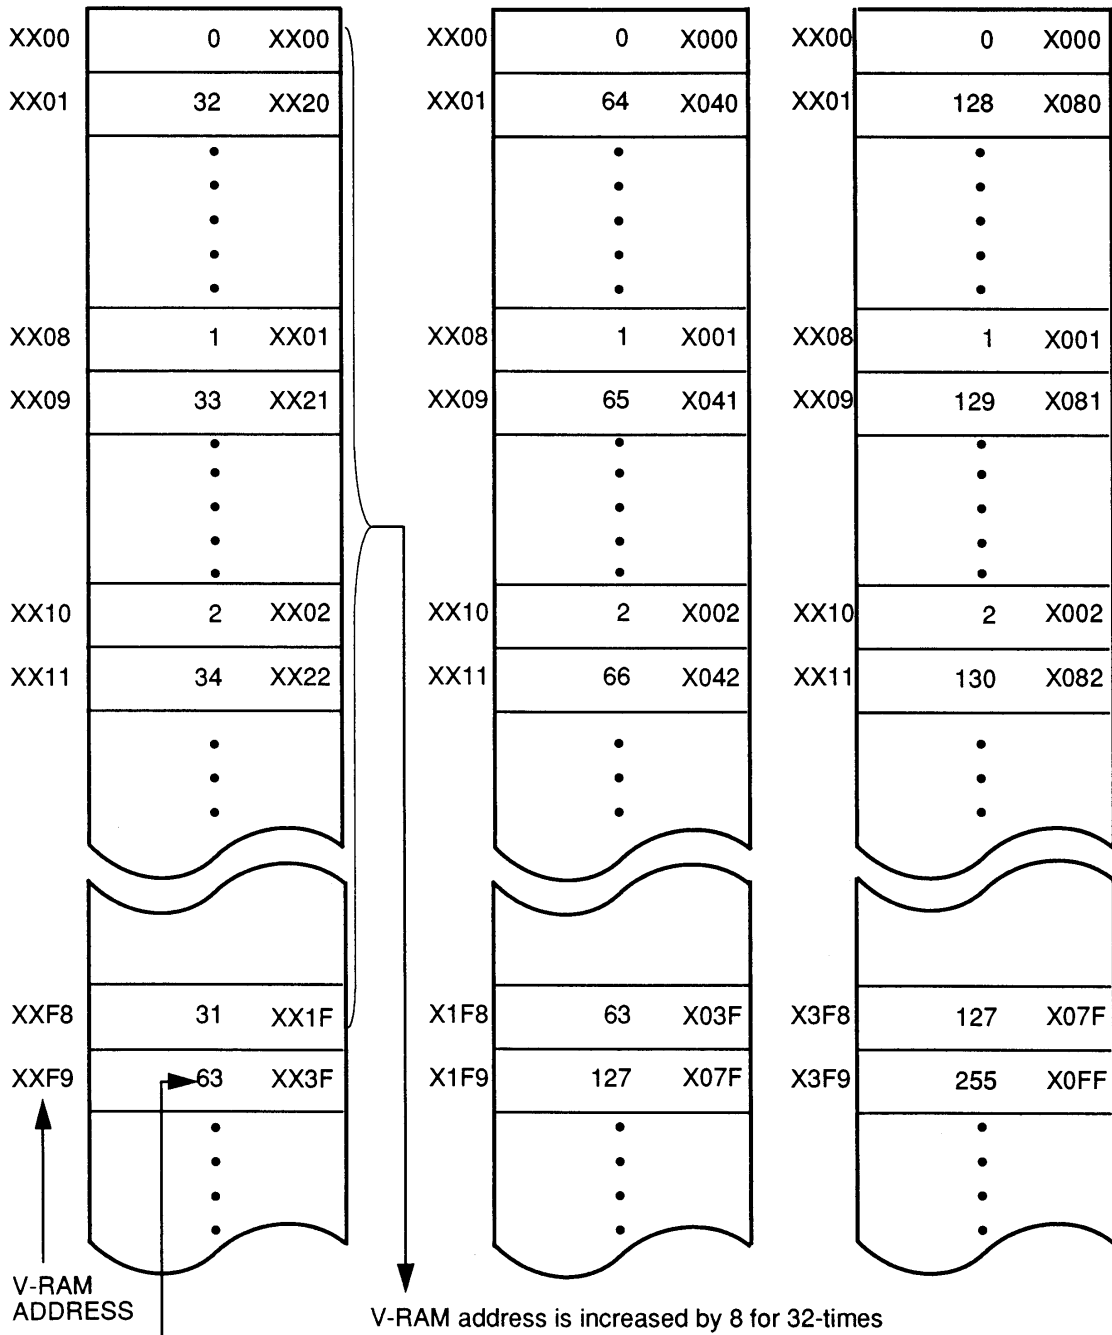 XX00 0 XX00 XX00 0 X000 XX00 0 X000
XX01 32 XX20 XX01 64 X040 XX01 128 X080
XX08 1 XX01 XX08 1 X001 XX08 1 X001
XX09 33 XX21 XX09 65 X041 XX09 129 X081
XX10 2 XX02 XX10 2 X002 XX10 2 X002
XX11 34 XX22 XX11 66 X042 XX11 130 X082
XXF8 31 XX1F X1F8 63 X03F X3F8 127 X07F
XXF9 63 XX3F X1F9 127 X07F X3F9 255 X0FF
V-RAM
ADDRESS
V-RAM address is increased by 8 for 32-times